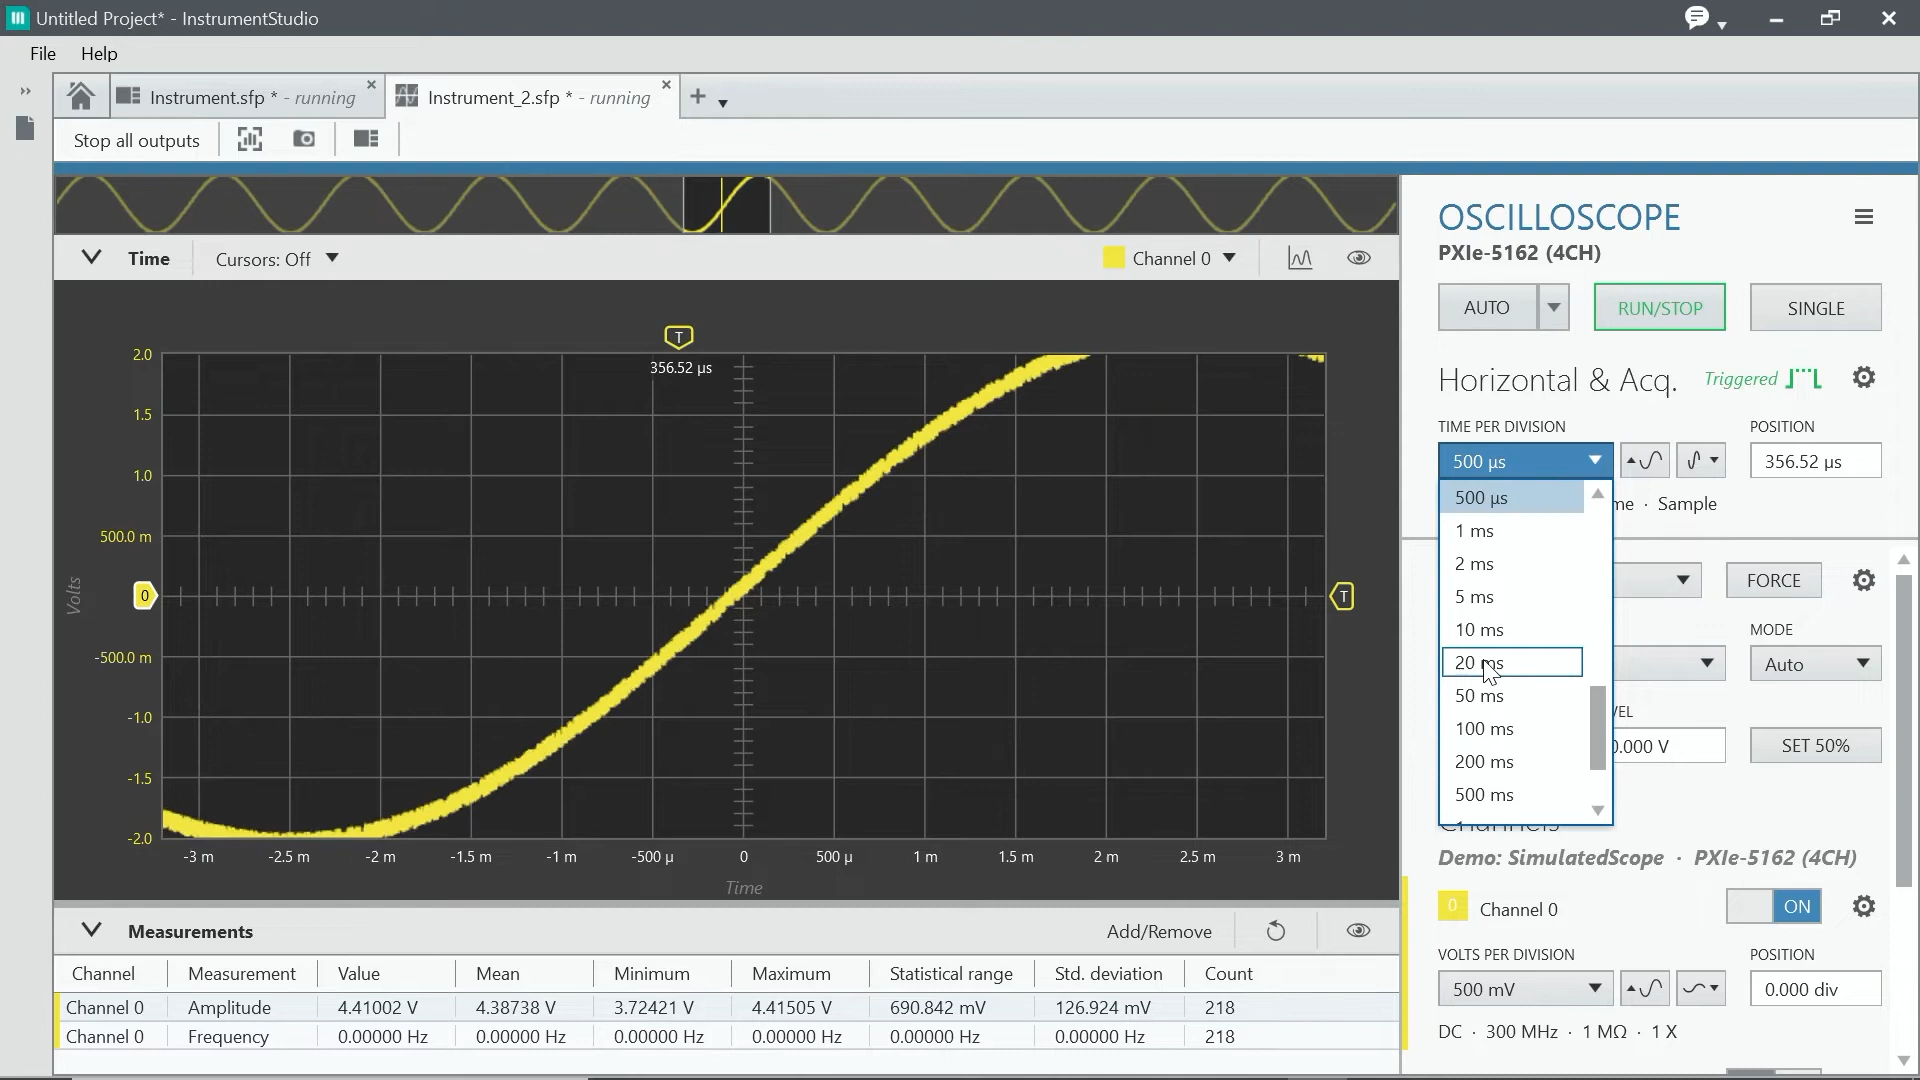 Untitled Project* - InstrumentStudio
File Help
Instrument.sfp * - running
Instrument_2.sfp * - running
Stop all outputs
Time
Cursors: Off
Channel 0
T
356.52 µs
2.0
1.5
1.0
500.0 m
0
-500.0 m
-1.0
-1.5
-2.0
Volts
T
-3 m -2.5 m -2 m -1.5 m -1 m -500 µ 0 500 µ 1 m 1.5 m 2 m 2.5 m 3 m
Time
Measurements
Add/Remove
Channel Measurement Value Mean Minimum Maximum Statistical range Std. deviation Count
Channel 0 Amplitude 4.41002 V 4.38738 V 3.72421 V 4.41505 V 690.842 mV 126.924 mV 218
Channel 0 Frequency 0.00000 Hz 0.00000 Hz 0.00000 Hz 0.00000 Hz 0.00000 Hz 0.00000 Hz 218
OSCILLOSCOPE
PXIe-5162 (4CH)
AUTO RUN/STOP SINGLE
Horizontal & Acq. Triggered
TIME PER DIVISION POSITION
500 µs 356.52 µs
500 µs
me · Sample
1 ms
2 ms
5 ms
10 ms
20 ms
50 ms
100 ms
200 ms
500 ms
FORCE
MODE
Auto
0.000 V SET 50%
Channels
Demo: SimulatedScope · PXIe-5162 (4CH)
0 Channel 0 ON
VOLTS PER DIVISION POSITION
500 mV 0.000 div
DC · 300 MHz · 1 MΩ · 1 X